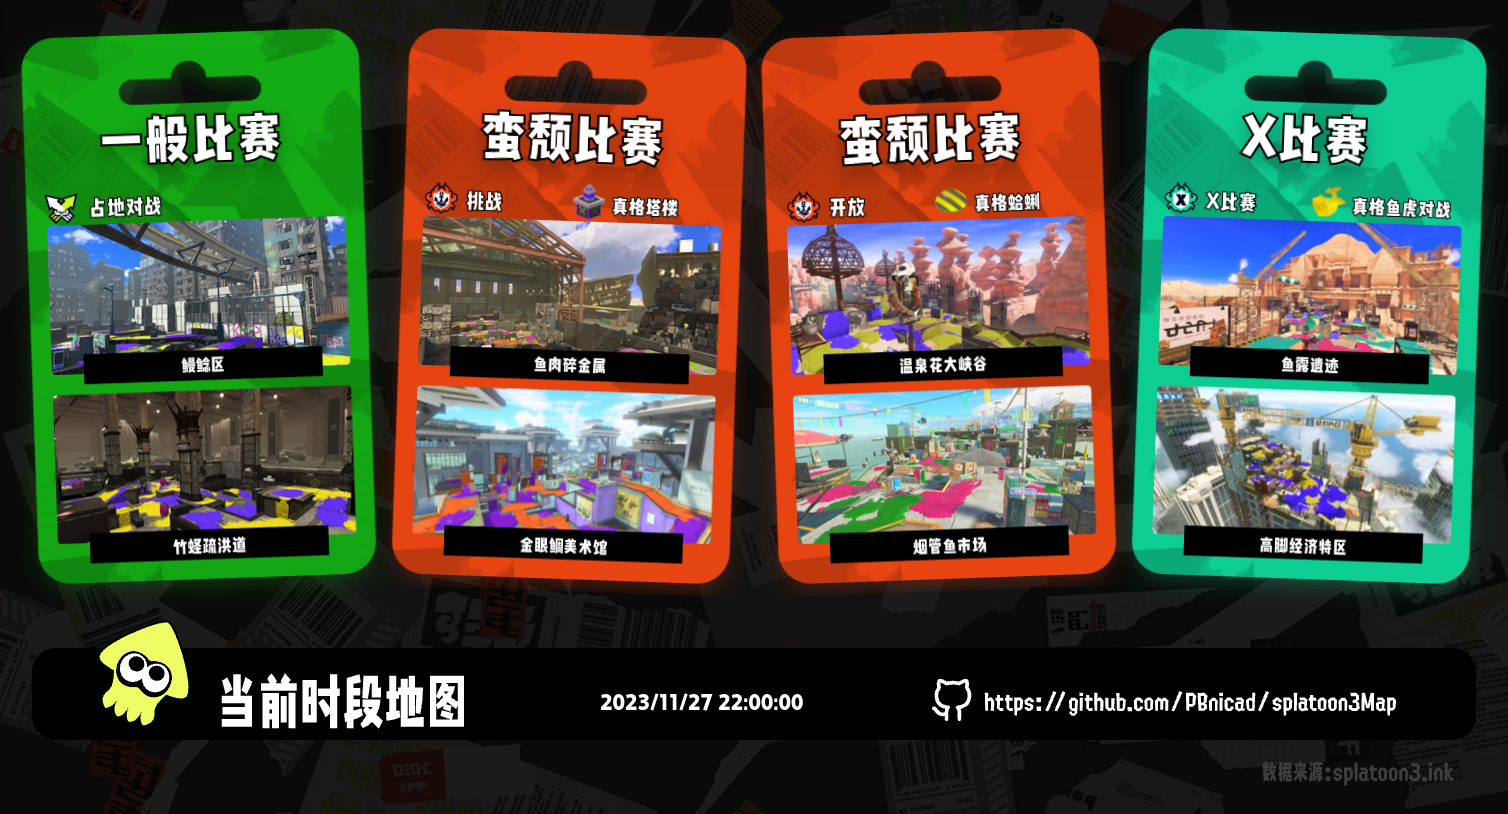 一般比赛
占地对战
鳗鲶区
竹蛏疏洪道
蛮颓比赛
挑战
真格塔楼
鱼肉碎金属
金眼鲷美术馆
蛮颓比赛
开放
真格蛤蜊
温泉花大峡谷
烟管鱼市场
X比赛
X比赛
真格鱼虎对战
鱼露遗迹
高脚经济特区
当前时段地图
2023/11/27 22:00:00
https://github.com/PBnicad/splatoon3Map
数据来源:splatoon3.ink